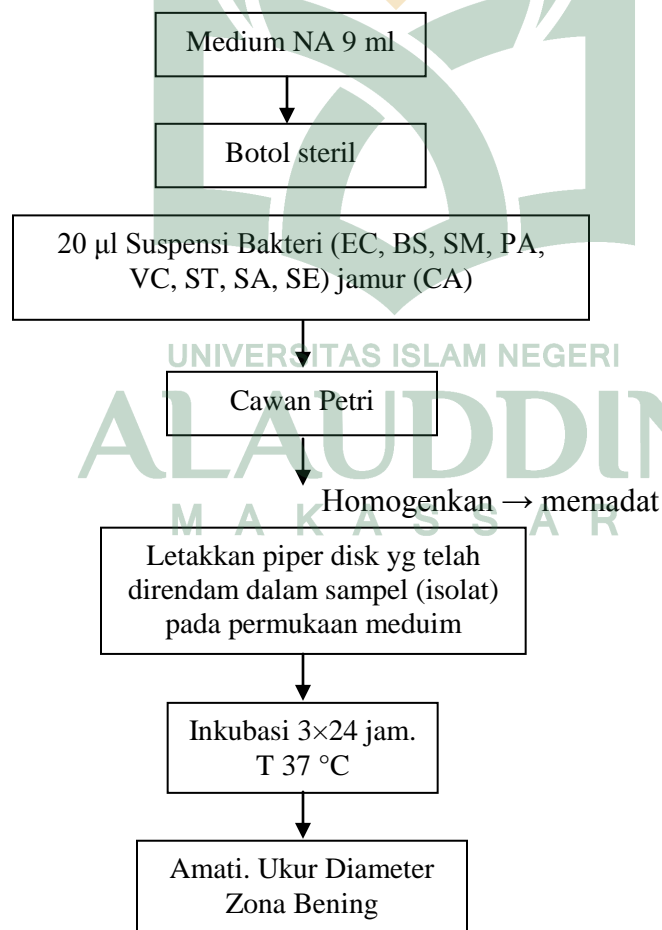 Medium NA 9 ml
Botol steril
20 μl Suspensi Bakteri (EC, BS, SM, PA,
VC, ST, SA, SE) jamur (CA)
UNIVERSITAS ISLAM NEGERI
Cawan Petri
ALAUDDIN
Homogenkan → memadat
M A K A S S A R
Letakkan piper disk yg telah
direndam dalam sampel (isolat)
pada permukaan meduim
Inkubasi 3×24 jam.
T 37 °C
Amati. Ukur Diameter
Zona Bening